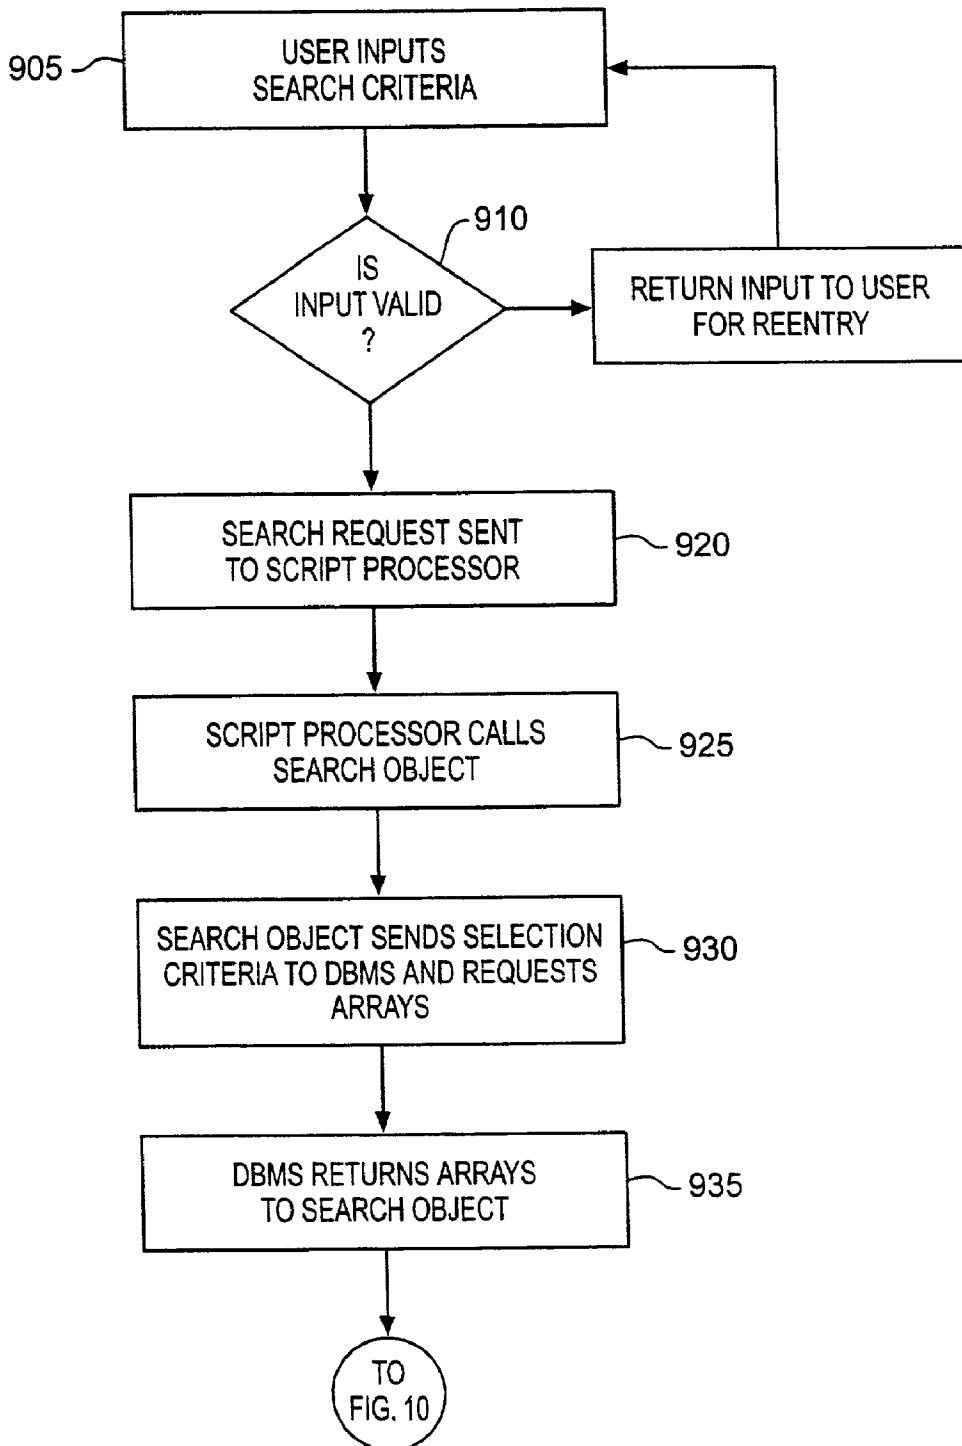 905
USER INPUTS
SEARCH CRITERIA
910
IS
INPUT VALID
?
RETURN INPUT TO USER
FOR REENTRY
SEARCH REQUEST SENT
TO SCRIPT PROCESSOR
920
SCRIPT PROCESSOR CALLS
SEARCH OBJECT
925
SEARCH OBJECT SENDS SELECTION
CRITERIA TO DBMS AND REQUESTS
ARRAYS
930
DBMS RETURNS ARRAYS
TO SEARCH OBJECT
935
TO
FIG. 10